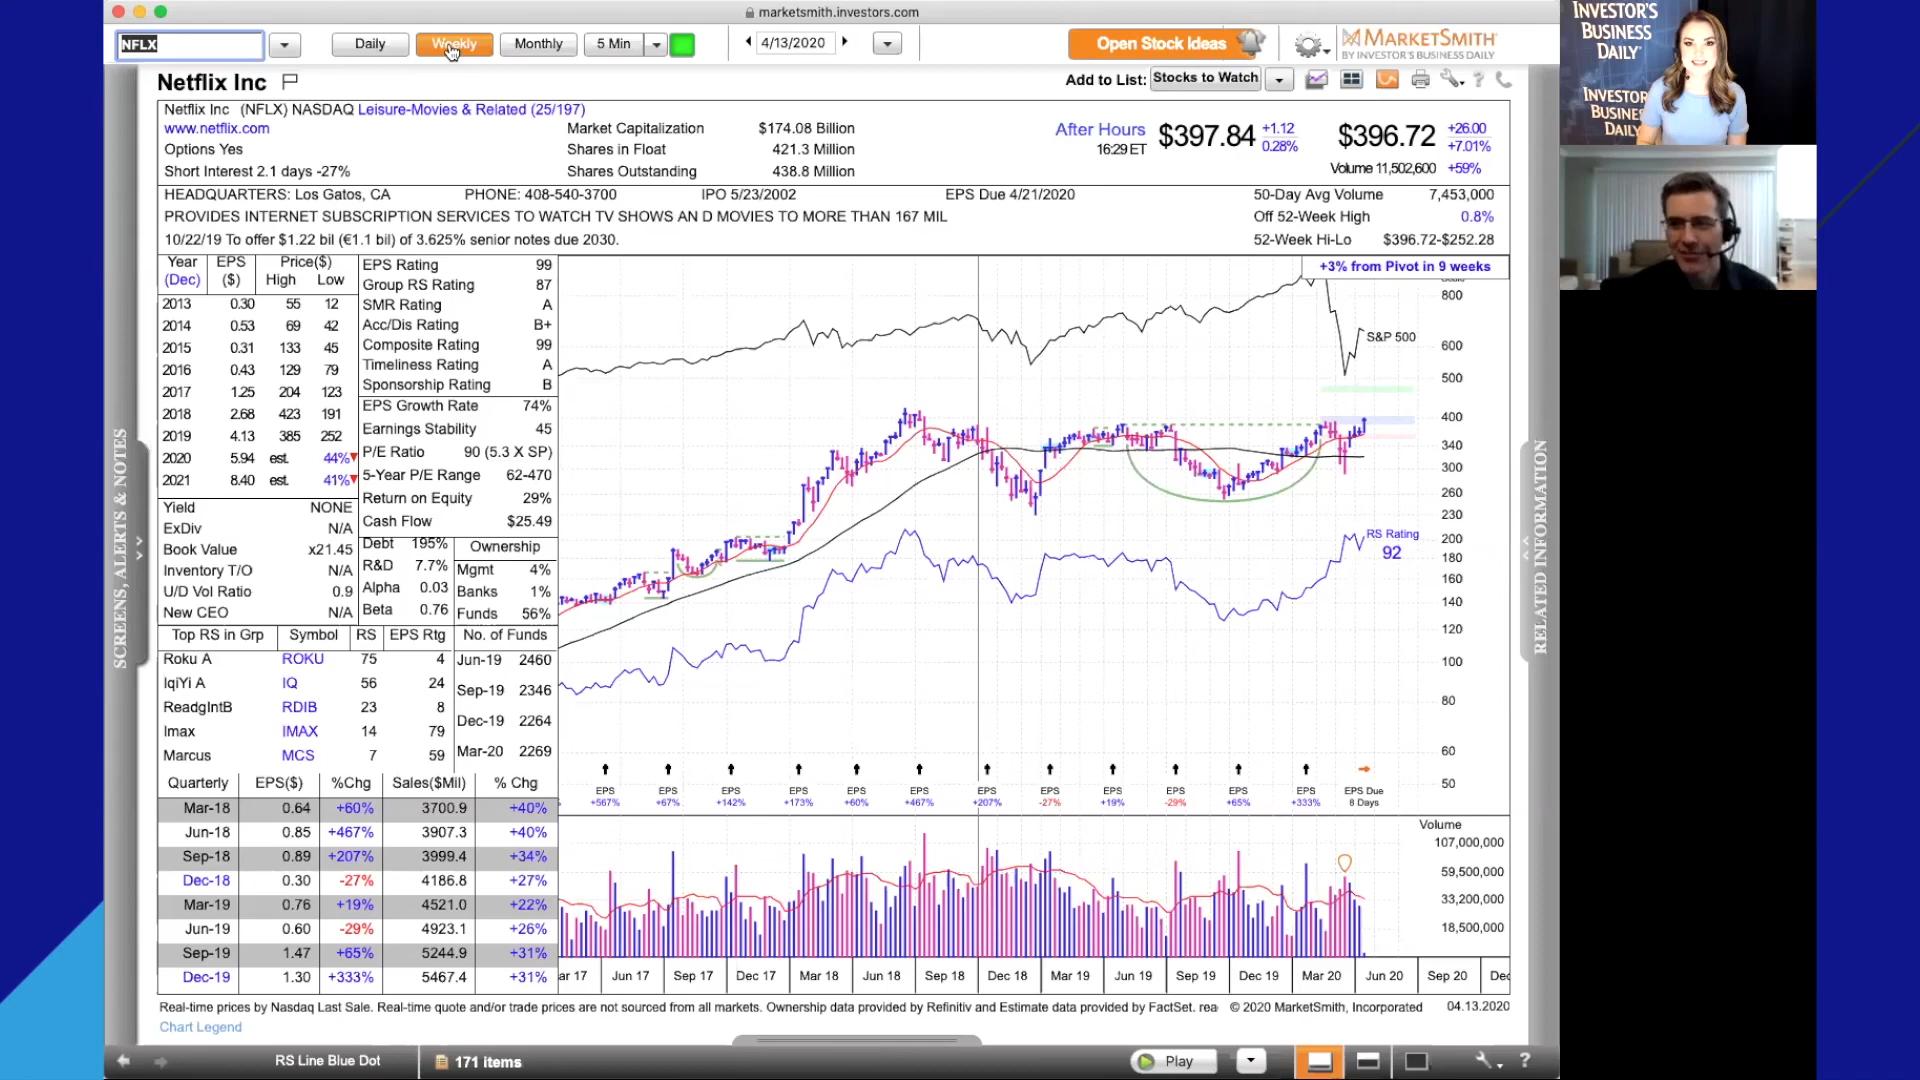 marketsmith.investors.com
NFLX Daily Weekly Monthly 5 Min 4/13/2020 Open Stock Ideas MARKETSMITH
BY INVESTOR'S BUSINESS DAILY
Netflix Inc Add to List: Stocks to Watch
Netflix Inc (NFLX) NASDAQ Leisure-Movies & Related (25/197)
www.netflix.com Market Capitalization $174.08 Billion After Hours $397.84 +1.12 $396.72 +26.00
Options Yes Shares in Float 421.3 Million 16:29 ET 0.28% +7.01%
Short Interest 2.1 days -27% Shares Outstanding 438.8 Million Volume 11,502,600 +59%
HEADQUARTERS: Los Gatos, CA PHONE: 408-540-3700 IPO 5/23/2002 EPS Due 4/21/2020 50-Day Avg Volume 7,453,000
PROVIDES INTERNET SUBSCRIPTION SERVICES TO WATCH TV SHOWS AN D MOVIES TO MORE THAN 167 MIL Off 52-Week High 0.8%
10/22/19 To offer $1.22 bil (€1.1 bil) of 3.625% senior notes due 2030. 52-Week Hi-Lo $396.72-$252.28
Year EPS Price($)
(Dec) ($) High Low
2013 0.30 55 12
2014 0.53 69 42
2015 0.31 133 45
2016 0.43 129 79
2017 1.25 204 123
2018 2.68 423 191
2019 4.13 385 252
2020 5.94 est. 44%
2021 8.40 est. 41%
Yield NONE
ExDiv N/A
Book Value x21.45
Inventory T/O N/A
U/D Vol Ratio 0.9
New CEO N/A
EPS Rating 99
Group RS Rating 87
SMR Rating A
Acc/Dis Rating B+
Composite Rating 99
Timeliness Rating A
Sponsorship Rating B
EPS Growth Rate 74%
Earnings Stability 45
P/E Ratio 90 (5.3 X SP)
5-Year P/E Range 62-470
Return on Equity 29%
Cash Flow $25.49
Debt 195%
R&D 7.7%
Alpha 0.03
Beta 0.76
Ownership
Mgmt 4%
Banks 1%
Funds 56%
Top RS in Grp Symbol RS EPS Rtg
Roku A ROKU 75 4
IqiYi A IQ 56 24
ReadgIntB RDIB 23 8
Imax IMAX 14 79
Marcus MCS 7 59
No. of Funds
Jun-19 2460
Sep-19 2346
Dec-19 2264
Mar-20 2269
Quarterly EPS($) %Chg Sales($Mil) % Chg
Mar-18 0.64 +60% 3700.9 +40%
Jun-18 0.85 +467% 3907.3 +40%
Sep-18 0.89 +207% 3999.4 +34%
Dec-18 0.30 -27% 4186.8 +27%
Mar-19 0.76 +19% 4521.0 +22%
Jun-19 0.60 -29% 4923.1 +26%
Sep-19 1.47 +65% 5244.9 +31%
Dec-19 1.30 +333% 5467.4 +31%
+3% from Pivot in 9 weeks
800
S&P 500
600
500
400
340
300
260
230
RS Rating
92
200
180
160
140
120
100
80
60
50
EPS EPS EPS EPS EPS EPS EPS EPS EPS EPS EPS EPS EPS Due
+567% +67% +142% +173% +60% +467% +207% -27% +19% -29% +65% +333% 8 Days
Volume
107,000,000
59,500,000
33,200,000
18,500,000
ar 17 Jun 17 Sep 17 Dec 17 Mar 18 Jun 18 Sep 18 Dec 18 Mar 19 Jun 19 Sep 19 Dec 19 Mar 20 Jun 20 Sep 20 Dec
Real-time prices by Nasdaq Last Sale. Real-time quote and/or trade prices are not sourced from all markets. Ownership data provided by Refinitiv and Estimate data provided by FactSet. rea © 2020 MarketSmith, Incorporated 04.13.2020
Chart Legend
RS Line Blue Dot 171 items Play ?
SCREENS, ALERTS & NOTES
RELATED INFORMATION
INVESTOR'S
BUSINESS
DAILY
INVESTOR
BUSINE
DAILY